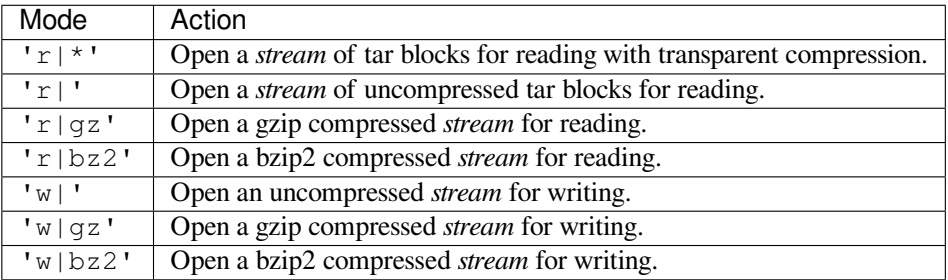 Mode Action
'r|*' Open a stream of tar blocks for reading with transparent compression.
'r|' Open a stream of uncompressed tar blocks for reading.
'r|gz' Open a gzip compressed stream for reading.
'r|bz2' Open a bzip2 compressed stream for reading.
'w|' Open an uncompressed stream for writing.
'w|gz' Open a gzip compressed stream for writing.
'w|bz2' Open a bzip2 compressed stream for writing.